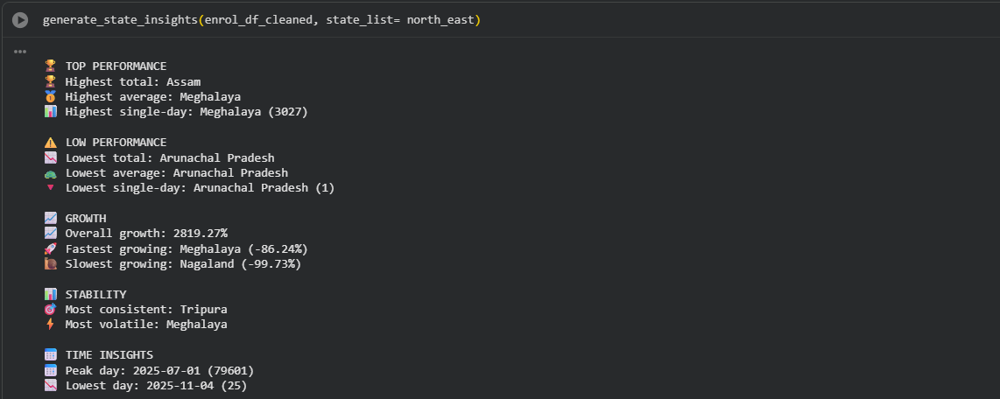 generate_state_insights(enrol_df_cleaned, state_list= north_east)
🏆 TOP PERFORMANCE
🏆 Highest total: Assam
🥇 Highest average: Meghalaya
📊 Highest single-day: Meghalaya (3027)
⚠️ LOW PERFORMANCE
📉 Lowest total: Arunachal Pradesh
🐢 Lowest average: Arunachal Pradesh
🔻 Lowest single-day: Arunachal Pradesh (1)
📈 GROWTH
📈 Overall growth: 2819.27%
🚀 Fastest growing: Meghalaya (-86.24%)
🐌 Slowest growing: Nagaland (-99.73%)
📊 STABILITY
🎯 Most consistent: Tripura
⚡ Most volatile: Meghalaya
📅 TIME INSIGHTS
📅 Peak day: 2025-07-01 (79601)
📉 Lowest day: 2025-11-04 (25)